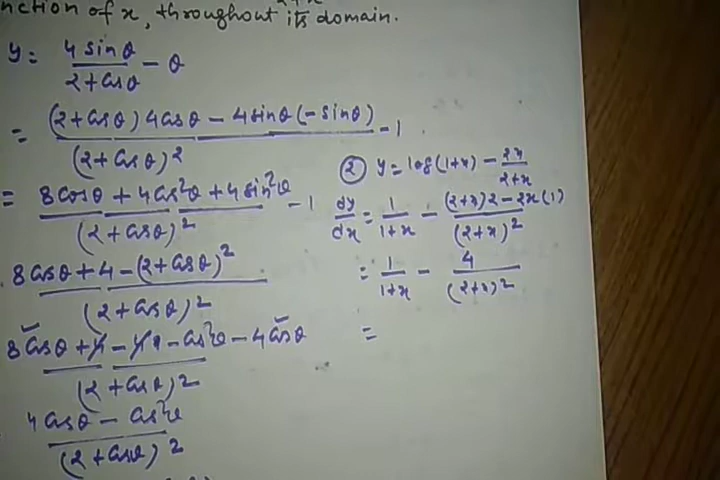 nction of x, throughout its domain.
y = 4 sinθ / 2+cosθ − θ
= (2+cosθ) 4cosθ − 4sinθ (−sinθ) / (2+cosθ)² − 1
= 8cosθ + 4cos²θ + 4sin²θ / (2+cosθ)² − 1
8cosθ + 4 − (2+cosθ)² / (2+cosθ)²
8cosθ + 4 − 4 − cos²θ − 4cosθ / (2+cosθ)²
4cosθ − cos²θ / (2+cosθ)²
② y = log(1+x) − 2x / 2+x
dy/dx = 1 / 1+x − (2+x)2 − 2x(1) / (2+x)²
= 1 / 1+x − 4 / (2+x)²
=